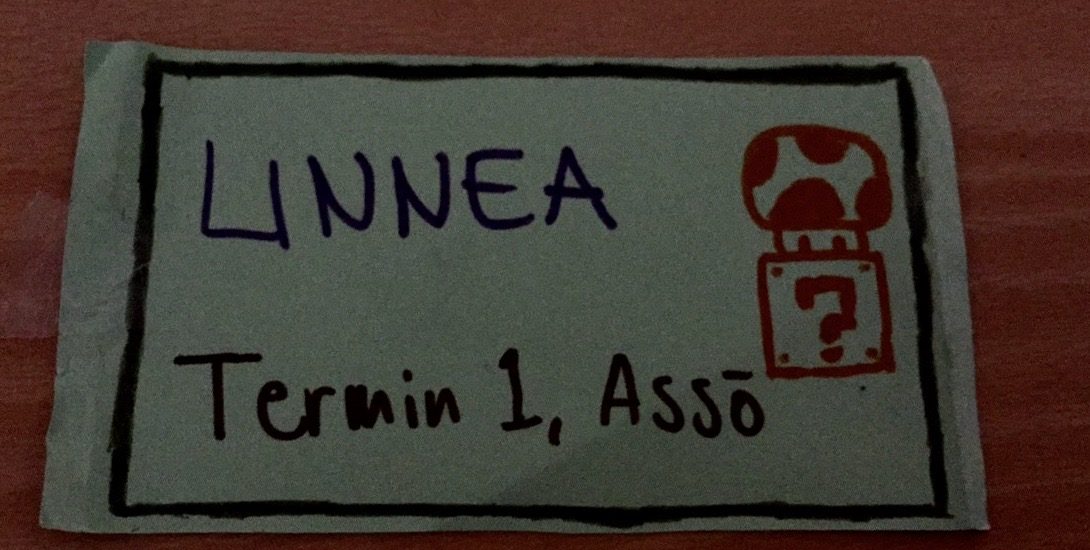 LINNEA
Termin 1, Assō
?